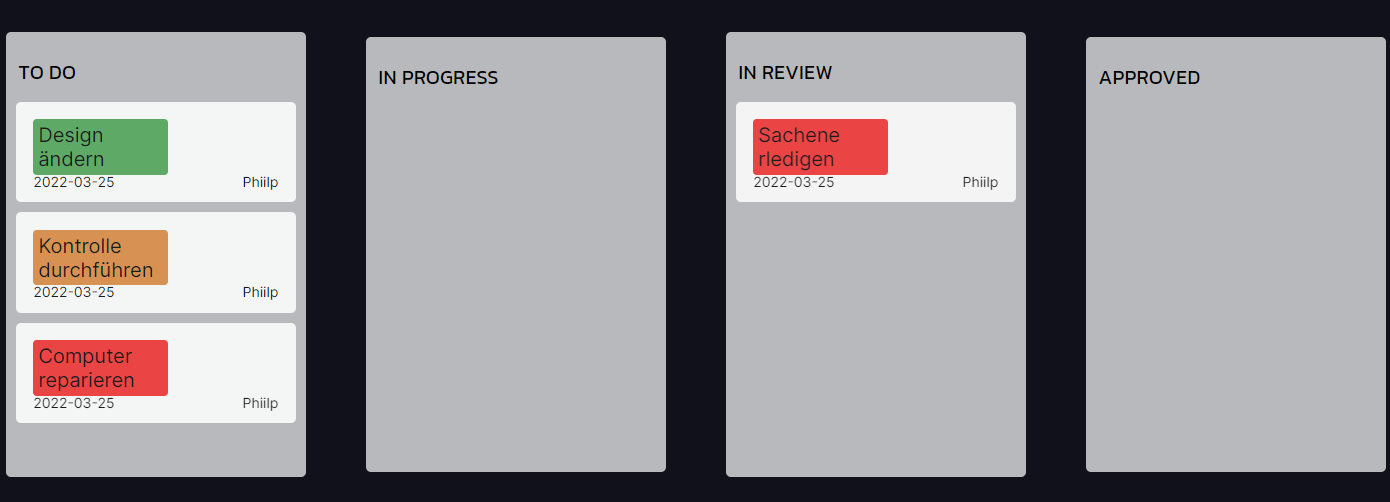 TO DO
Design
ändern
2022-03-25 Phiilp
Kontrolle
durchführen
2022-03-25 Phiilp
Computer
reparieren
2022-03-25 Phiilp
IN PROGRESS
IN REVIEW
Sachene
rledigen
2022-03-25 Phiilp
APPROVED